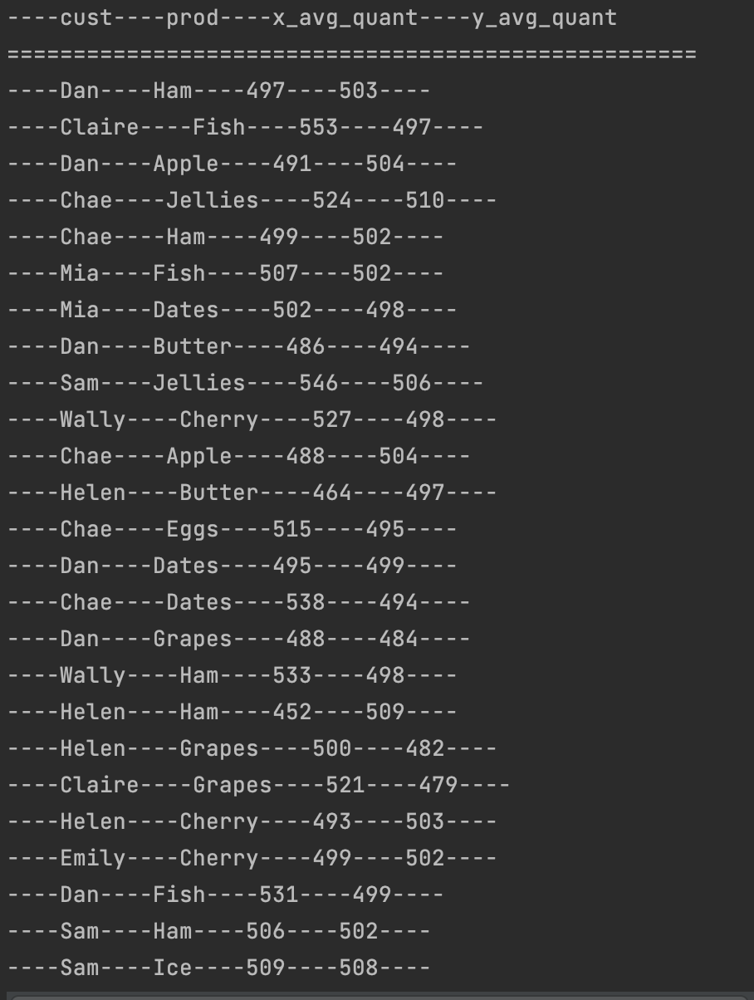 ----cust----prod----x_avg_quant----y_avg_quant
====================================================
----Dan----Ham----497----503----
----Claire----Fish----553----497----
----Dan----Apple----491----504----
----Chae----Jellies----524----510----
----Chae----Ham----499----502----
----Mia----Fish----507----502----
----Mia----Dates----502----498----
----Dan----Butter----486----494----
----Sam----Jellies----546----506----
----Wally----Cherry----527----498----
----Chae----Apple----488----504----
----Helen----Butter----464----497----
----Chae----Eggs----515----495----
----Dan----Dates----495----499----
----Chae----Dates----538----494----
----Dan----Grapes----488----484----
----Wally----Ham----533----498----
----Helen----Ham----452----509----
----Helen----Grapes----500----482----
----Claire----Grapes----521----479----
----Helen----Cherry----493----503----
----Emily----Cherry----499----502----
----Dan----Fish----531----499----
----Sam----Ham----506----502----
----Sam----Ice----509----508----